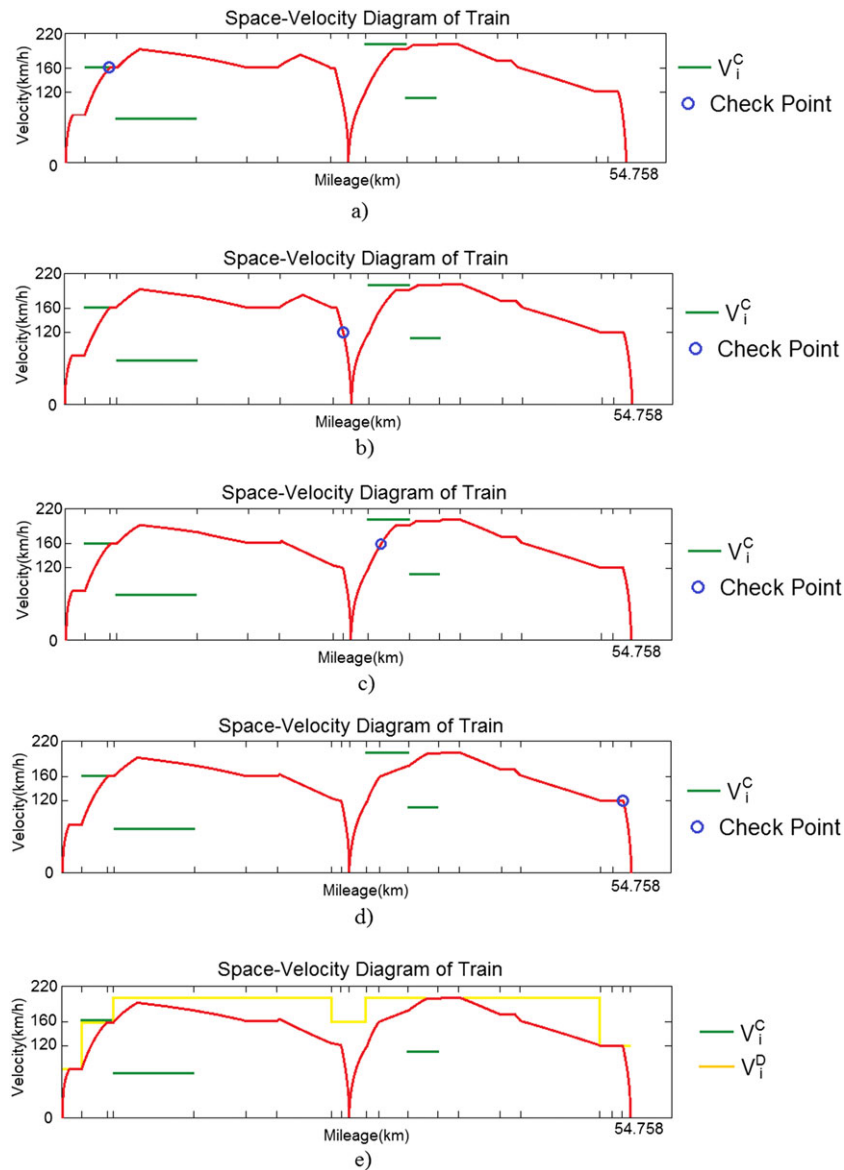 Space-Velocity Diagram of Train
Velocity(km/h)
220
160
120
0
Mileage(km)
54.758
V_i^C
Check Point
a)
Space-Velocity Diagram of Train
Velocity(km/h)
220
160
120
0
Mileage(km)
54.758
V_i^C
Check Point
b)
Space-Velocity Diagram of Train
Velocity(km/h)
220
160
120
0
Mileage(km)
54.758
V_i^C
Check Point
c)
Space-Velocity Diagram of Train
Velocity(km/h)
220
160
120
0
Mileage(km)
54.758
V_i^C
Check Point
d)
Space-Velocity Diagram of Train
Velocity(km/h)
220
160
120
0
Mileage(km)
54.758
V_i^C
V_i^D
e)